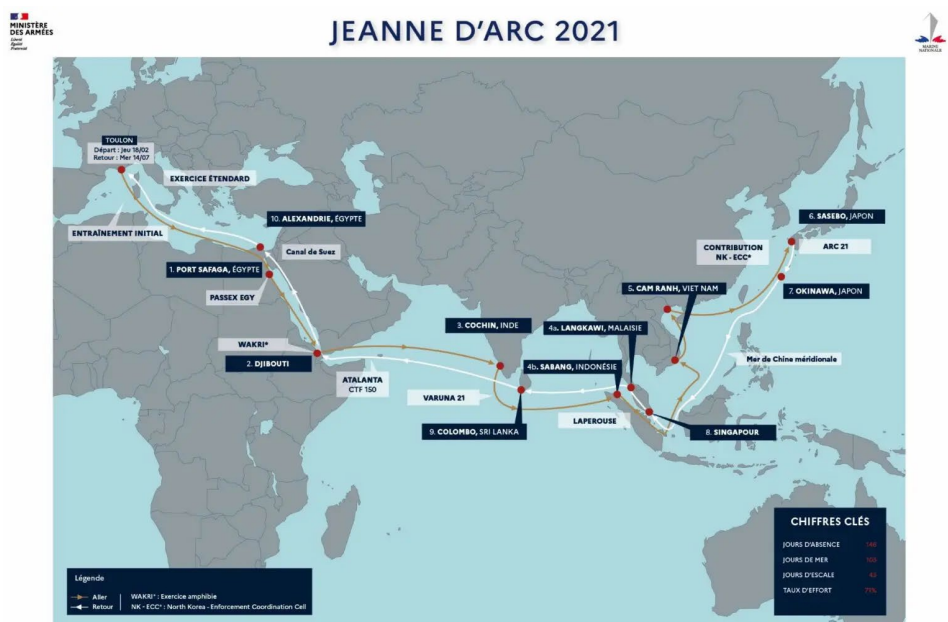 MINISTÈRE
DES ARMÉES
Liberté
Égalité
Fraternité
JEANNE D'ARC 2021
MARINE
NATIONALE
TOULON
Départ : Jeu 18/02
Retour : Mer 14/07
EXERCICE ÉTENDARD
ENTRAÎNEMENT INITIAL
10. ALEXANDRIE, ÉGYPTE
Canal de Suez
1. PORT SAFAGA, ÉGYPTE
PASSEX EGY
WAKRI*
2. DJIBOUTI
ATALANTA
CTF 150
3. COCHIN, INDE
VARUNA 21
9. COLOMBO, SRI LANKA
4a. LANGKAWI, MALAISIE
4b. SABANG, INDONÉSIE
LAPEROUSE
5. CAM RANH, VIET NAM
CONTRIBUTION
NK - ECC*
6. SASEBO, JAPON
ARC 21
7. OKINAWA, JAPON
Mer de Chine méridionale
8. SINGAPOUR
CHIFFRES CLÉS
JOURS D'ABSENCE
JOURS DE MER
JOURS D'ESCALE
TAUX D'EFFORT
Légende
Aller
Retour
WAKRI* : Exercice amphibie
NK - ECC* : North Korea - Enforcement Coordination Cell